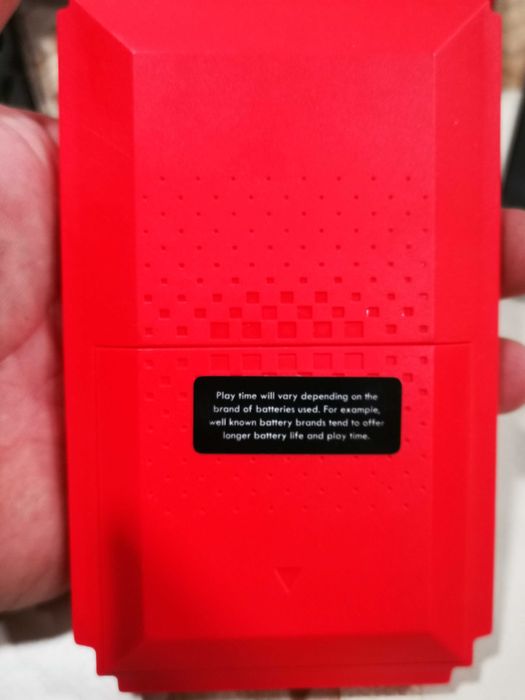 Play time will vary depending on the
brand of batteries used. For example,
well known battery brands tend to offer
longer battery life and play time.